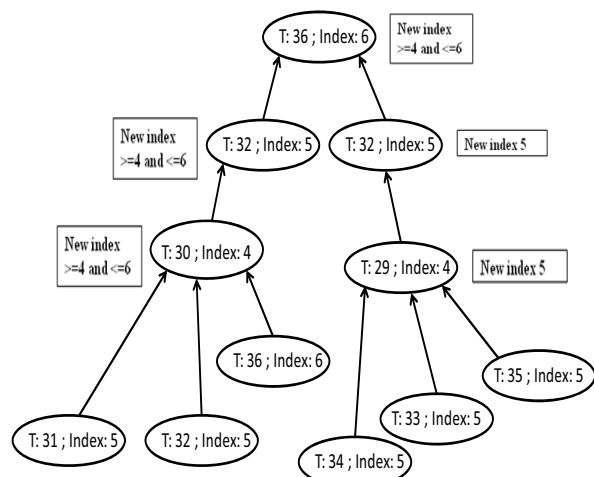 T: 36 ; Index: 6
New index
>=4 and <=6
New index
>=4 and <=6
T: 32 ; Index: 5
T: 32 ; Index: 5
New index 5
New index
>=4 and <=6
T: 30 ; Index: 4
T: 29 ; Index: 4
New index 5
T: 36 ; Index: 6
T: 35 ; Index: 5
T: 33 ; Index: 5
T: 31 ; Index: 5
T: 32 ; Index: 5
T: 34 ; Index: 5